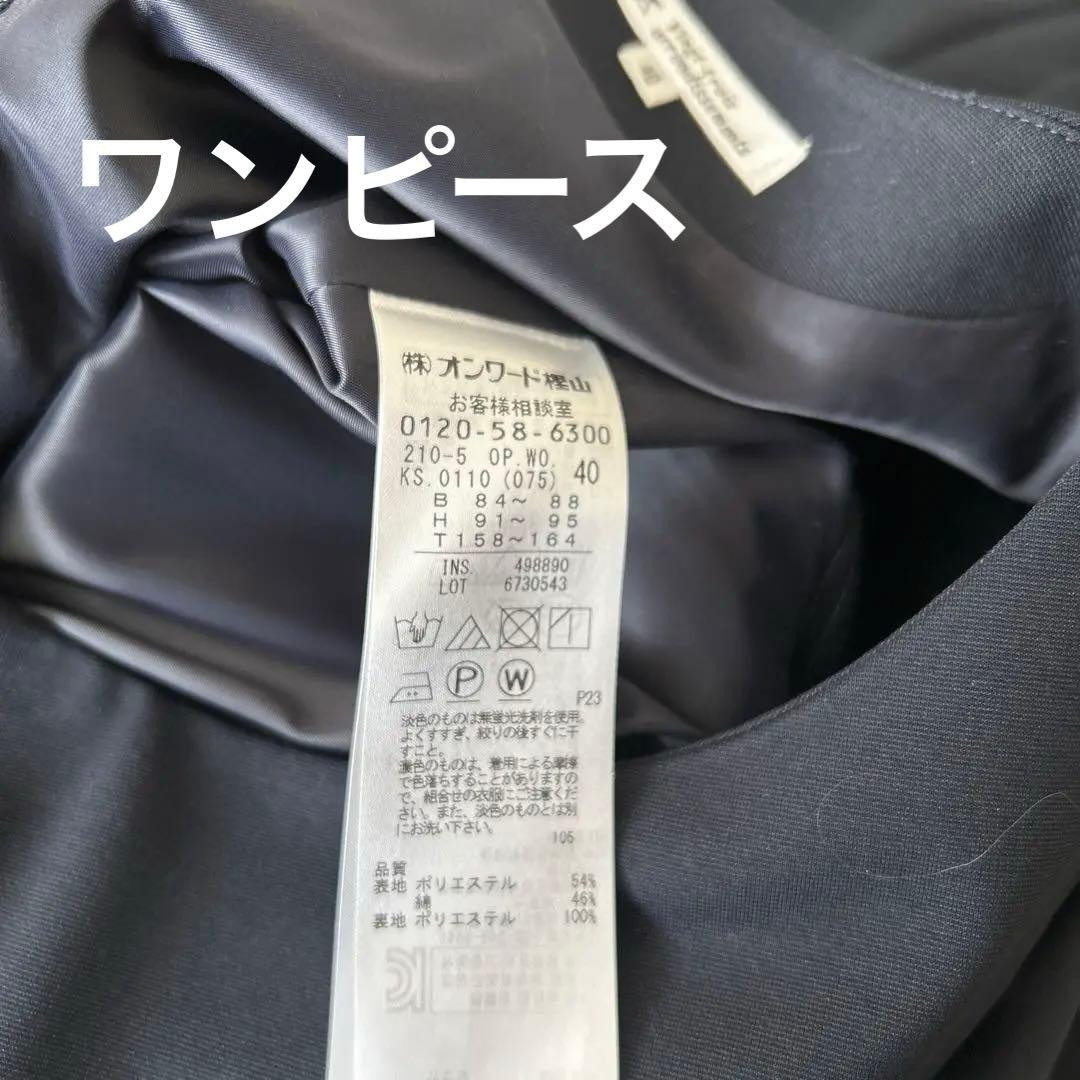 40
vingt-trois
ワンピース
㈱オンワード樫山
お客様相談室
0120-58-6300
210-5 OP.WO. 40
KS.0110 (075)
B 84～ 88
H 91～ 95
T 158～164
INS. 498890
LOT 6730543
P
W
P23
淡色のものは無蛍光洗剤を使用。
よくすすぎ、絞りの後すぐに干
すこと。
濃色のものは、着用による摩擦
で色落ちすることがありますの
で、組合せの衣服にご注意くだ
さい。また、淡色のものとは別
にお洗い下さい。
106
品質
表地 ポリエステル 54%
綿 46%
裏地 ポリエステル 100%